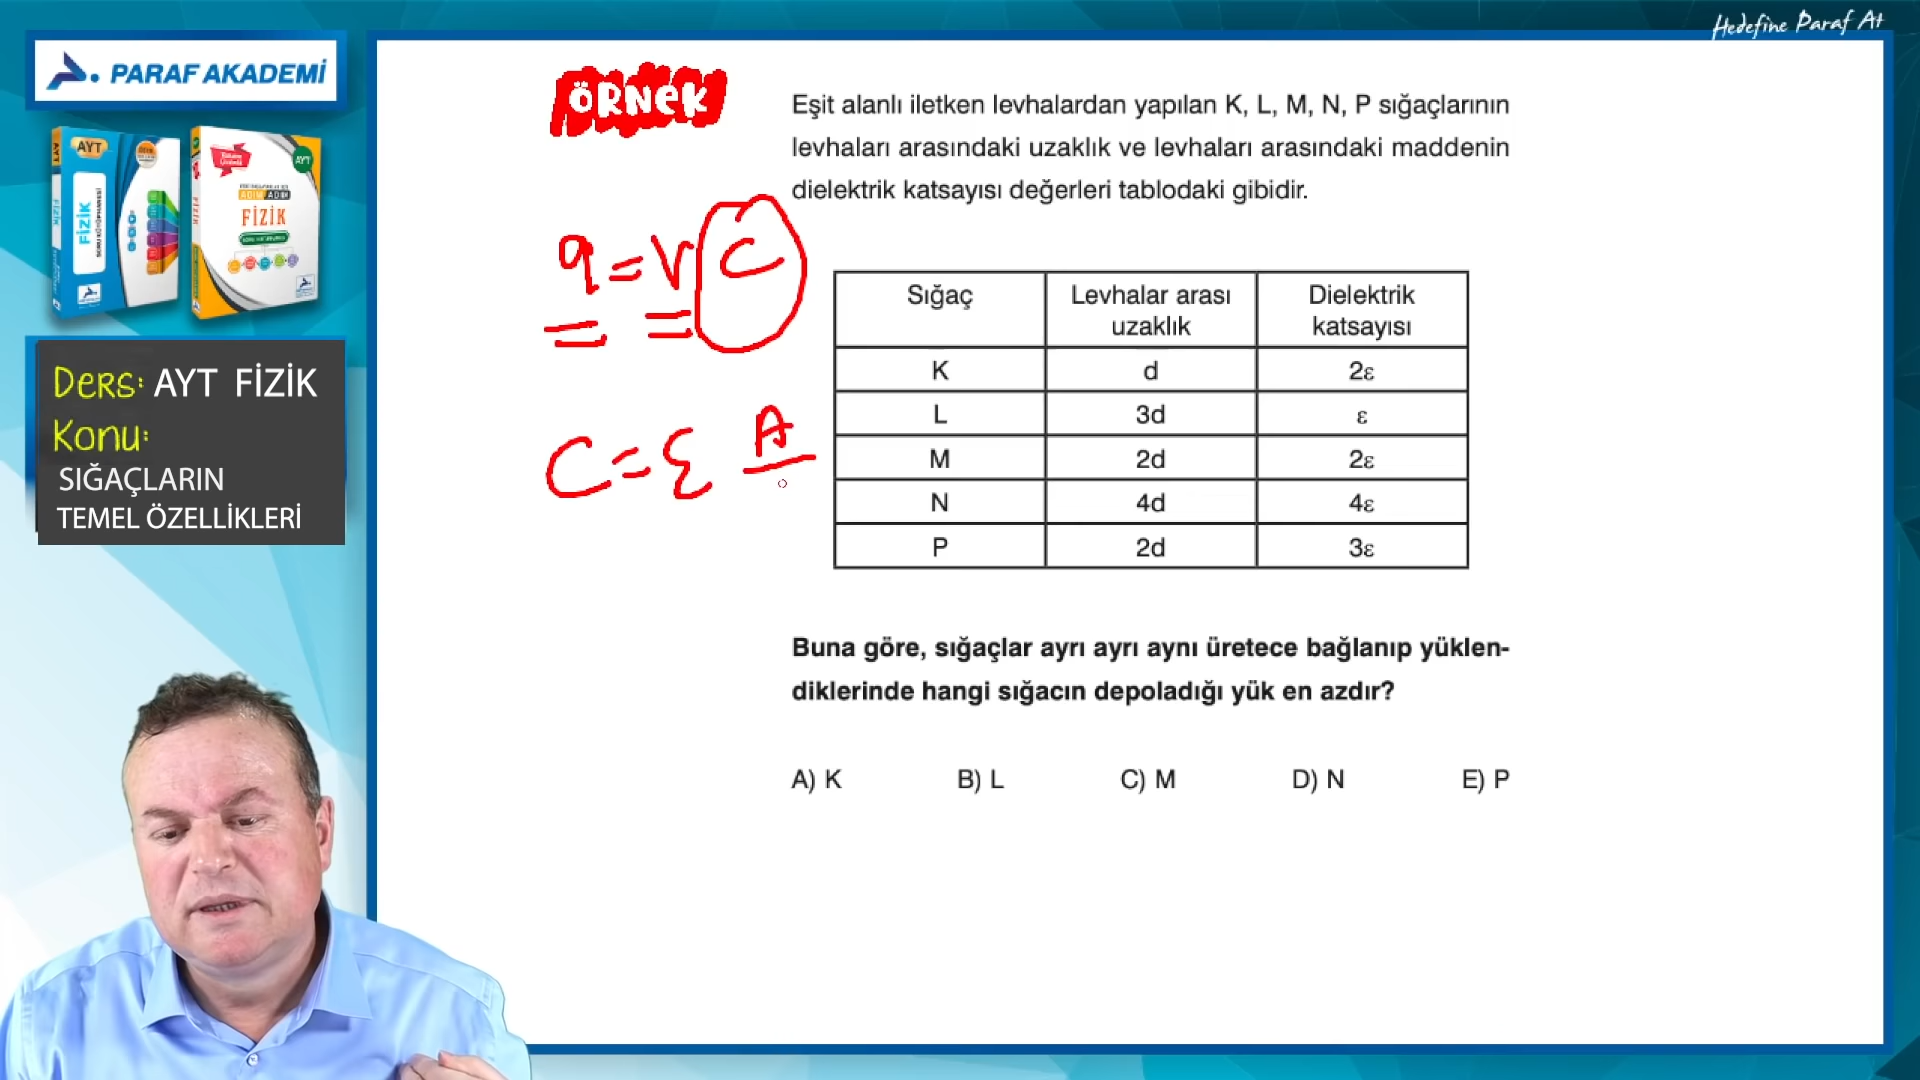 Hedefine Paraf At
PARAF AKADEMİ
AYT
FİZİK
AYT
FİZİK
Ders: AYT FİZİK
Konu:
SIĞAÇLARIN
TEMEL ÖZELLİKLERİ
ÖRNEK
Eşit alanlı iletken levhalardan yapılan K, L, M, N, P sığaçlarının
levhaları arasındaki uzaklık ve levhaları arasındaki maddenin
dielektrik katsayısı değerleri tablodaki gibidir.
q = V C
C = ε A
Sığaç Levhalar arası uzaklık Dielektrik katsayısı
K d 2ε
L 3d ε
M 2d 2ε
N 4d 4ε
P 2d 3ε
Buna göre, sığaçlar ayrı ayrı aynı üretece bağlanıp yüklen-
diklerinde hangi sığacın depoladığı yük en azdır?
A) K B) L C) M D) N E) P